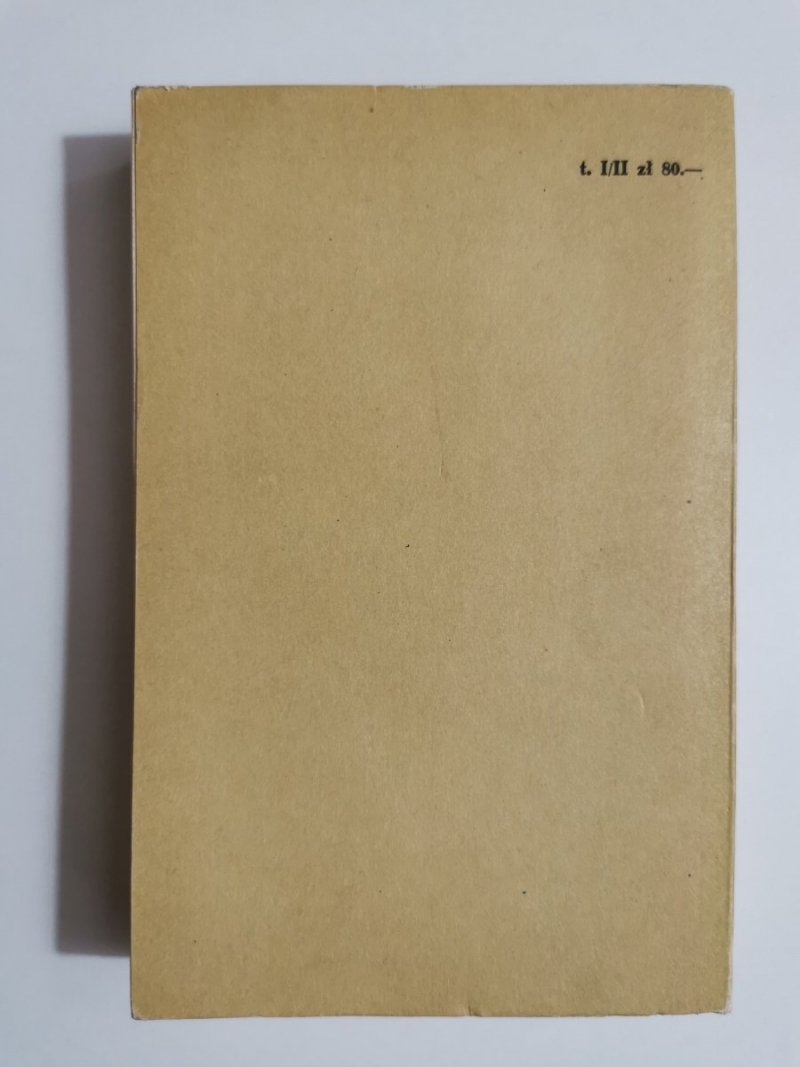 t. I/II zł 80.—